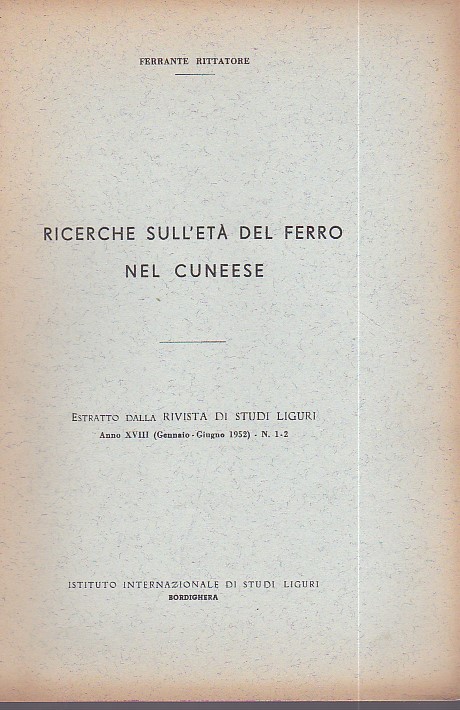 FERRANTE RITTATORE
RICERCHE SULL'ETÀ DEL FERRO
NEL CUNEESE
ESTRATTO DALLA RIVISTA DI STUDI LIGURI
Anno XVIII (Gennaio - Giugno 1952) - N. 1-2
ISTITUTO INTERNAZIONALE DI STUDI LIGURI
BORDIGHERA